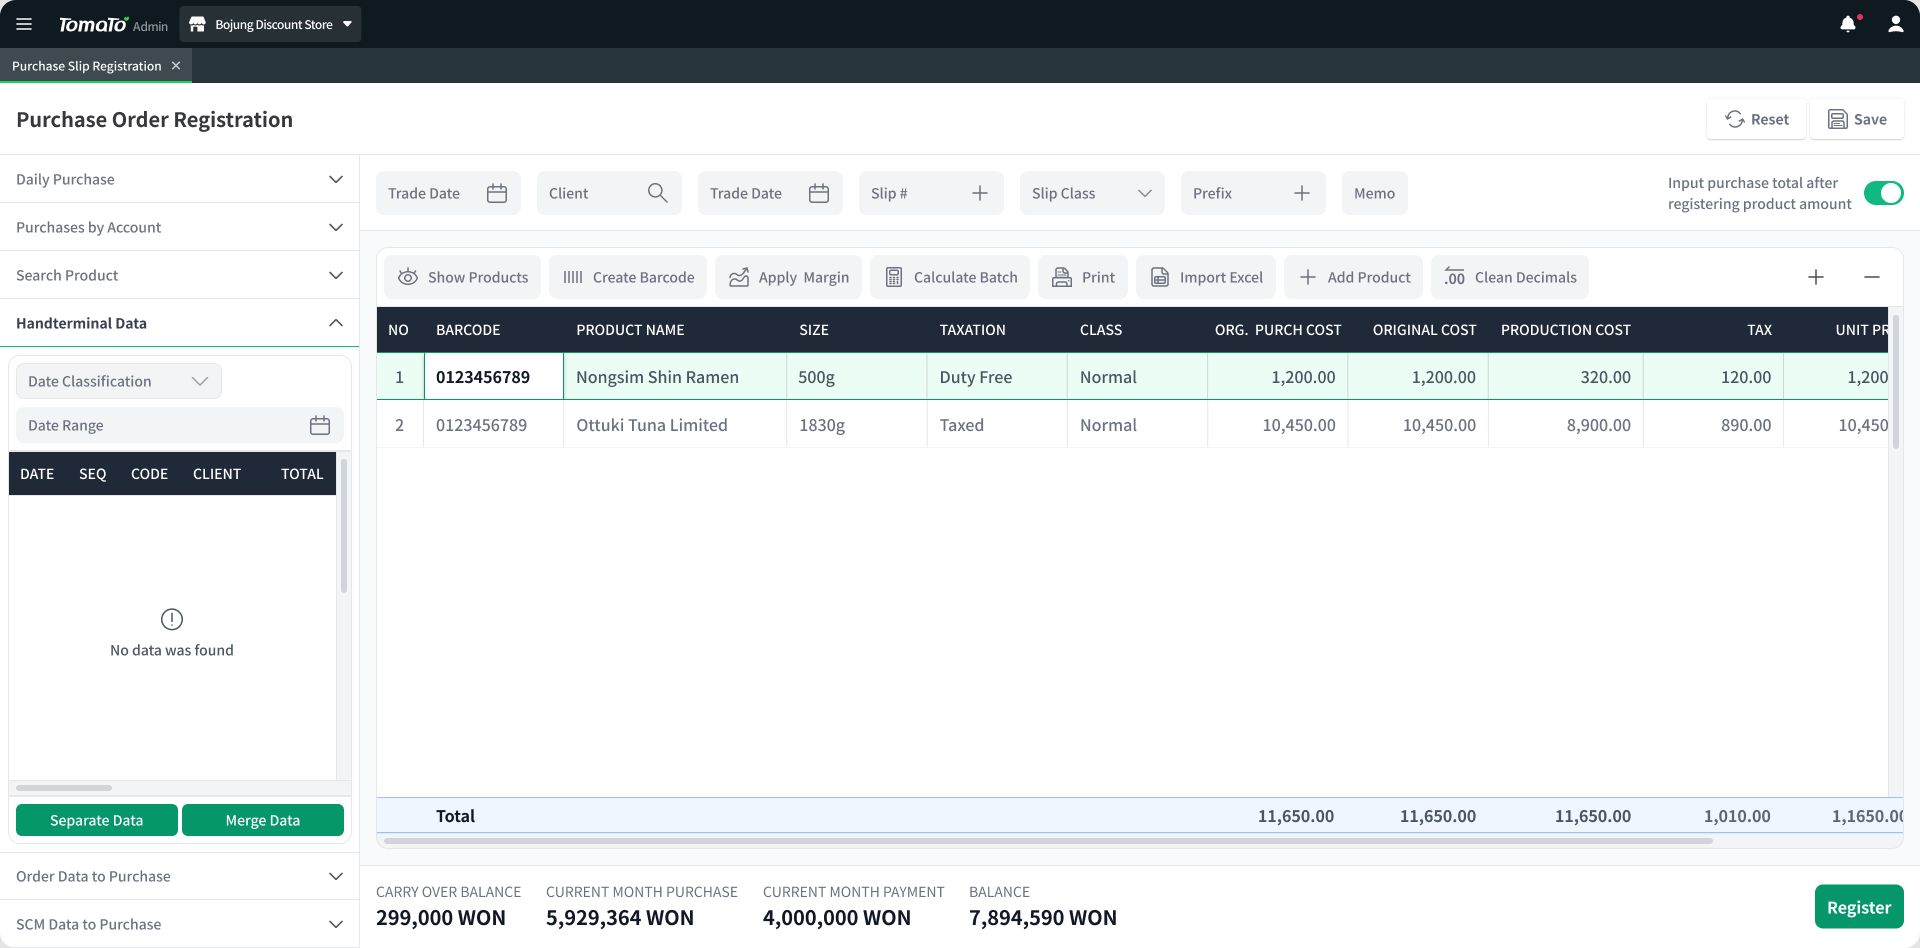 TomaTo Admin
Bojung Discount Store
Purchase Slip Registration
Purchase Order Registration
Reset
Save
Daily Purchase
Purchases by Account
Search Product
Handterminal Data
Date Classification
Date Range
DATE SEQ CODE CLIENT TOTAL
No data was found
Separate Data
Merge Data
Order Data to Purchase
SCM Data to Purchase
Trade Date
Client
Trade Date
Slip #
Slip Class
Prefix
Memo
Input purchase total after
registering product amount
Show Products
Create Barcode
Apply Margin
Calculate Batch
Print
Import Excel
Add Product
.00 Clean Decimals
NO BARCODE PRODUCT NAME SIZE TAXATION CLASS ORG. PURCH COST ORIGINAL COST PRODUCTION COST TAX UNIT PR
1 0123456789 Nongsim Shin Ramen 500g Duty Free Normal 1,200.00 1,200.00 320.00 120.00 1,200
2 0123456789 Ottuki Tuna Limited 1830g Taxed Normal 10,450.00 10,450.00 8,900.00 890.00 10,450
Total 11,650.00 11,650.00 11,650.00 1,010.00 1,1650.00
CARRY OVER BALANCE CURRENT MONTH PURCHASE CURRENT MONTH PAYMENT BALANCE
299,000 WON 5,929,364 WON 4,000,000 WON 7,894,590 WON
Register